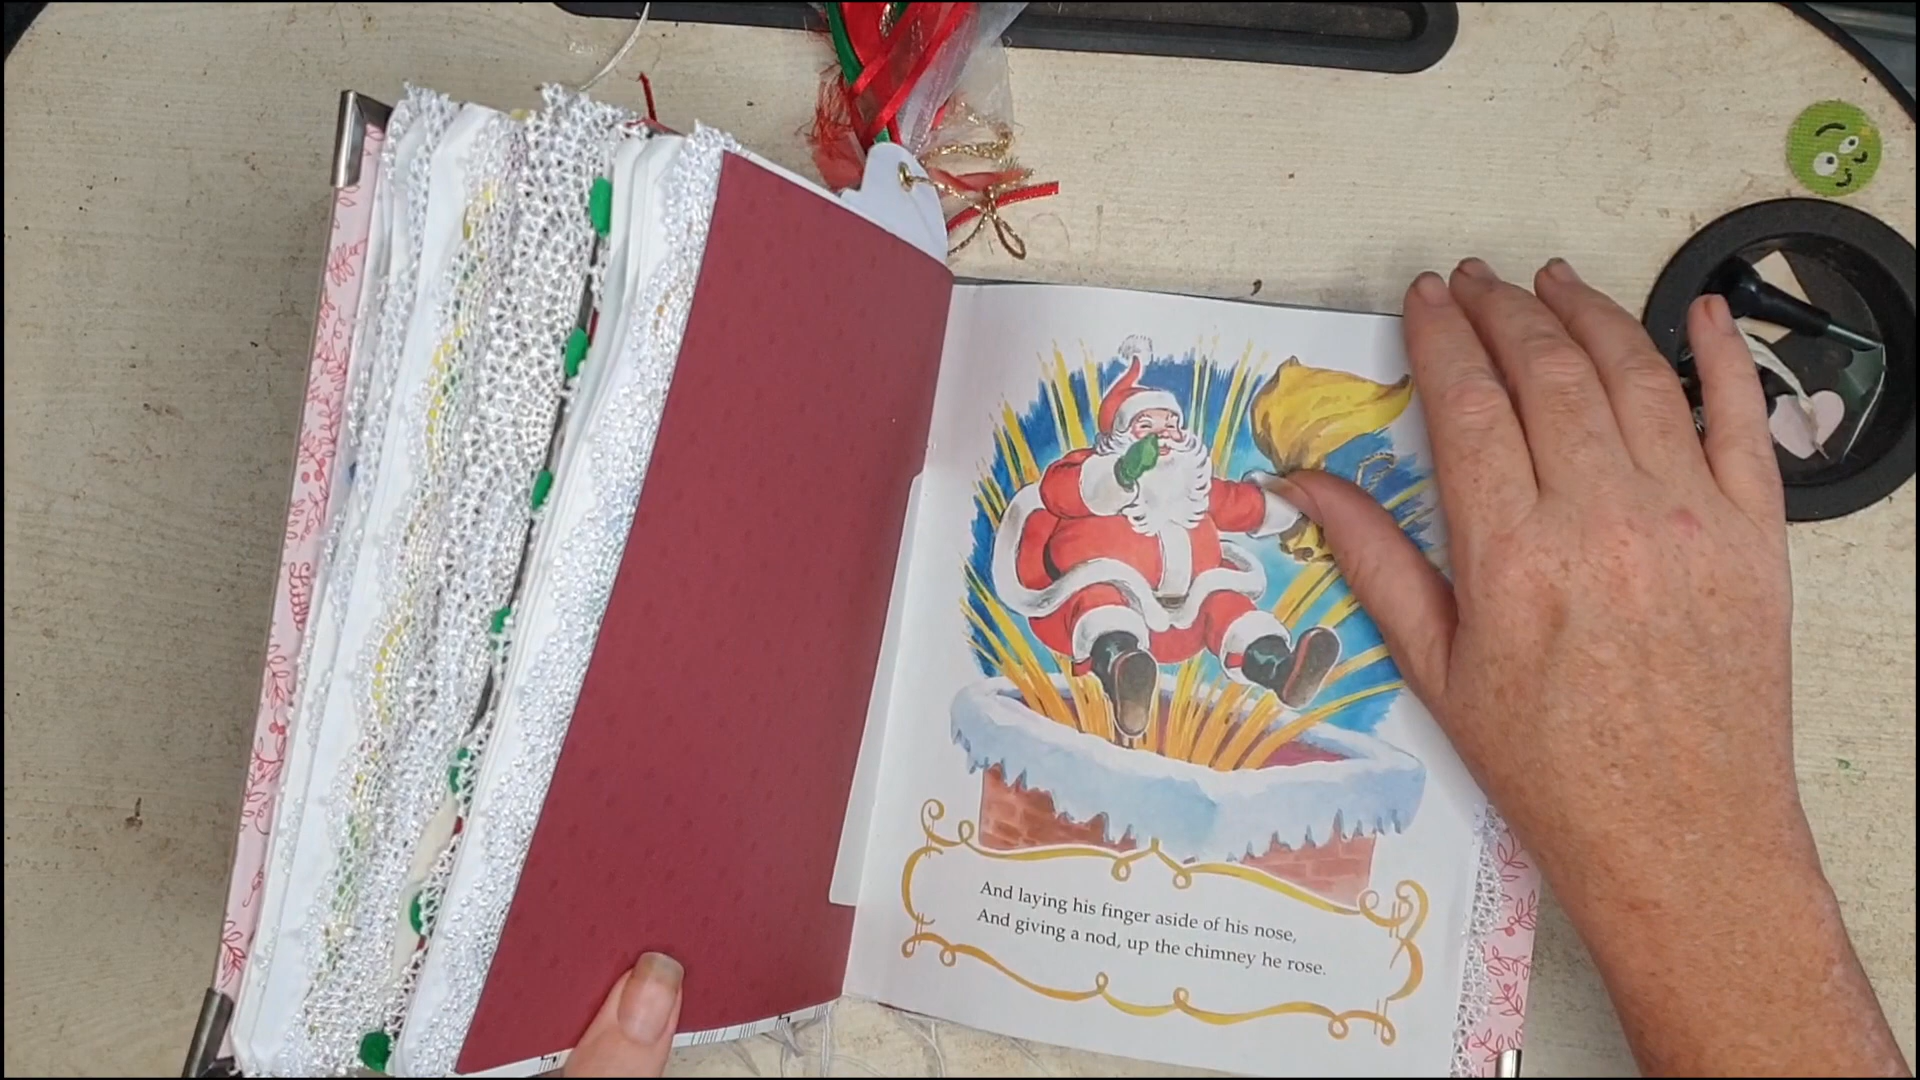 And laying his finger aside of his nose,
And giving a nod, up the chimney he rose.